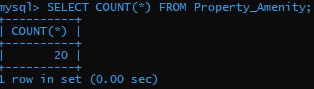 mysql> SELECT COUNT(*) FROM Property_Amenity;
+----------+
| COUNT(*) |
+----------+
|       20 |
+----------+
1 row in set (0.00 sec)